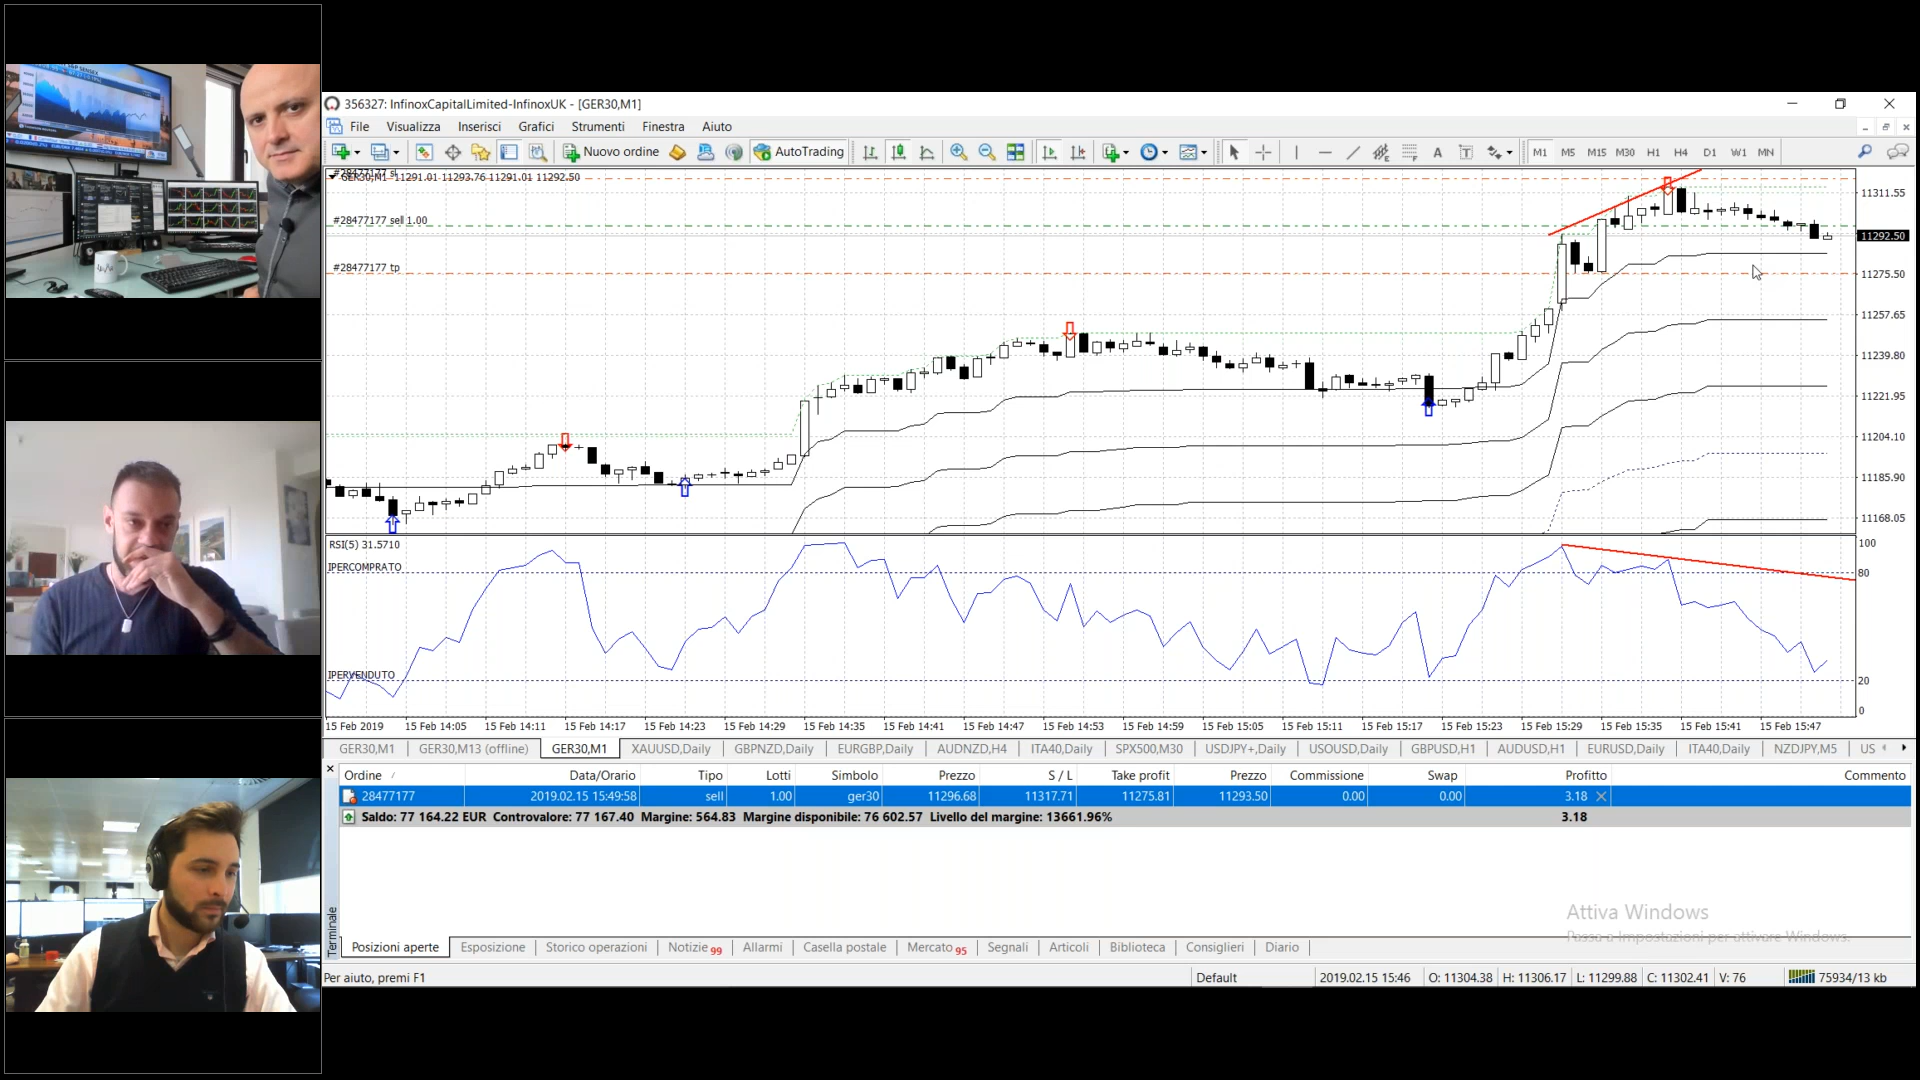 356327: InfinoxCapitalLimited-InfinoxUK - [GER30,M1]
File Visualizza Inserisci Grafici Strumenti Finestra Aiuto
Nuovo ordine AutoTrading A T M1 M5 M15 M30 H1 H4 D1 W1 MN
#28477177 sl
GER30,M1 11291.01 11293.76 11291.01 11292.50
11311.55
#28477177 sell 1.00
11292.50
#28477177 tp
11275.50
11257.65
11239.80
11221.95
11204.10
11185.90
11168.05
RSI(5) 31.5710
100
IPERCOMPRATO
80
IPERVENDUTO
20
0
15 Feb 2019 15 Feb 14:05 15 Feb 14:11 15 Feb 14:17 15 Feb 14:23 15 Feb 14:29 15 Feb 14:35 15 Feb 14:41 15 Feb 14:47 15 Feb 14:53 15 Feb 14:59 15 Feb 15:05 15 Feb 15:11 15 Feb 15:17 15 Feb 15:23 15 Feb 15:29 15 Feb 15:35 15 Feb 15:41 15 Feb 15:47
GER30,M1 GER30,M13 (offline) GER30,M1 XAUUSD,Daily GBPNZD,Daily EURGBP,Daily AUDNZD,H4 ITA40,Daily SPX500,M30 USDJPY+,Daily USOUSD,Daily GBPUSD,H1 AUDUSD,H1 EURUSD,Daily ITA40,Daily NZDJPY,M5 US
Ordine Data/Orario Tipo Lotti Simbolo Prezzo S / L Take profit Prezzo Commissione Swap Profitto Commento
28477177 2019.02.15 15:49:58 sell 1.00 ger30 11296.68 11317.71 11275.81 11293.50 0.00 0.00 3.18
Saldo: 77 164.22 EUR Controvalore: 77 167.40 Margine: 564.83 Margine disponibile: 76 602.57 Livello del margine: 13661.96% 3.18
Attiva Windows
Passa a Impostazioni per attivare Windows.
Terminale
Posizioni aperte Esposizione Storico operazioni Notizie 99 Allarmi Casella postale Mercato 95 Segnali Articoli Biblioteca Consiglieri Diario
Per aiuto, premi F1 Default 2019.02.15 15:46 O: 11304.38 H: 11306.17 L: 11299.88 C: 11302.41 V: 76 75934/13 kb